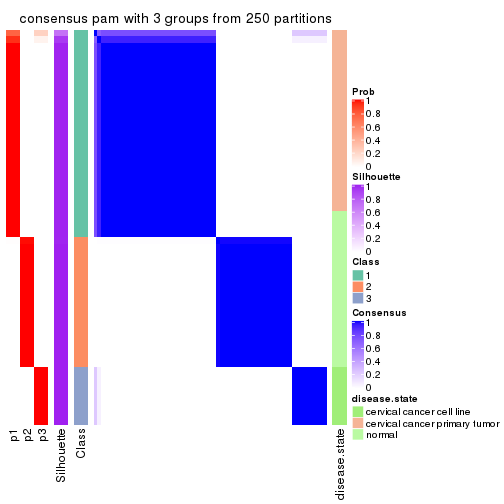 consensus pam with 3 groups from 250 partitions
Prob
1
0.8
0.6
0.4
0.2
0
Silhouette
1
0.8
0.6
0.4
0.2
0
Class
1
2
3
Consensus
1
0.8
0.6
0.4
0.2
0
disease.state
cervical cancer cell line
cervical cancer primary tumor
normal
p1
p2
p3
Silhouette
Class
disease.state